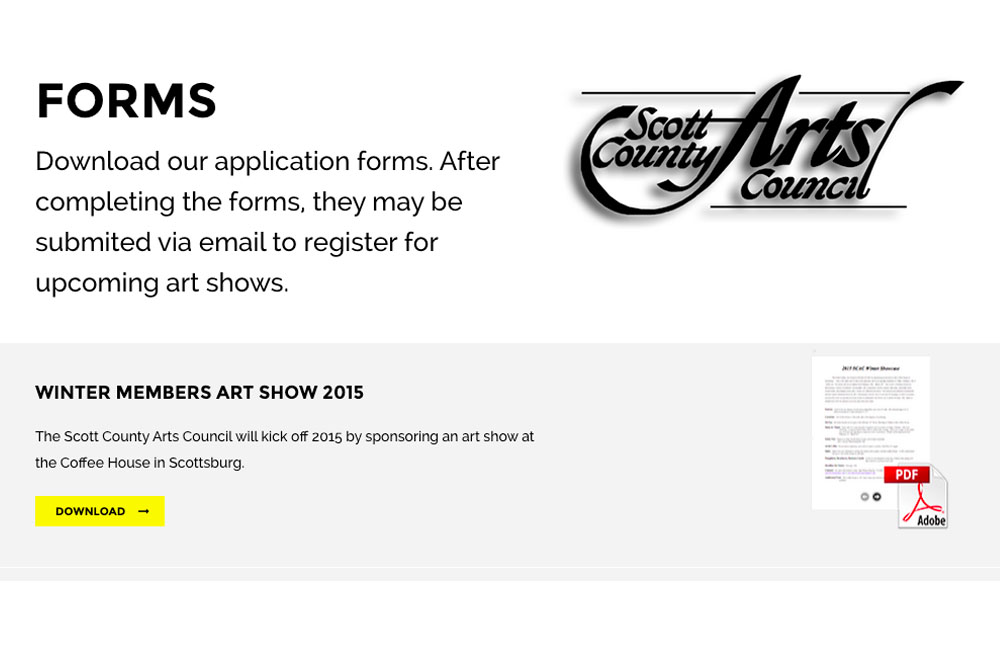 FORMS
Download our application forms. After
completing the forms, they may be
submited via email to register for
upcoming art shows.
Scott
County
Arts
Council
WINTER MEMBERS ART SHOW 2015
The Scott County Arts Council will kick off 2015 by sponsoring an art show at
the Coffee House in Scottsburg.
DOWNLOAD →
2015 SCAC Winter Showcase
PDF
Adobe